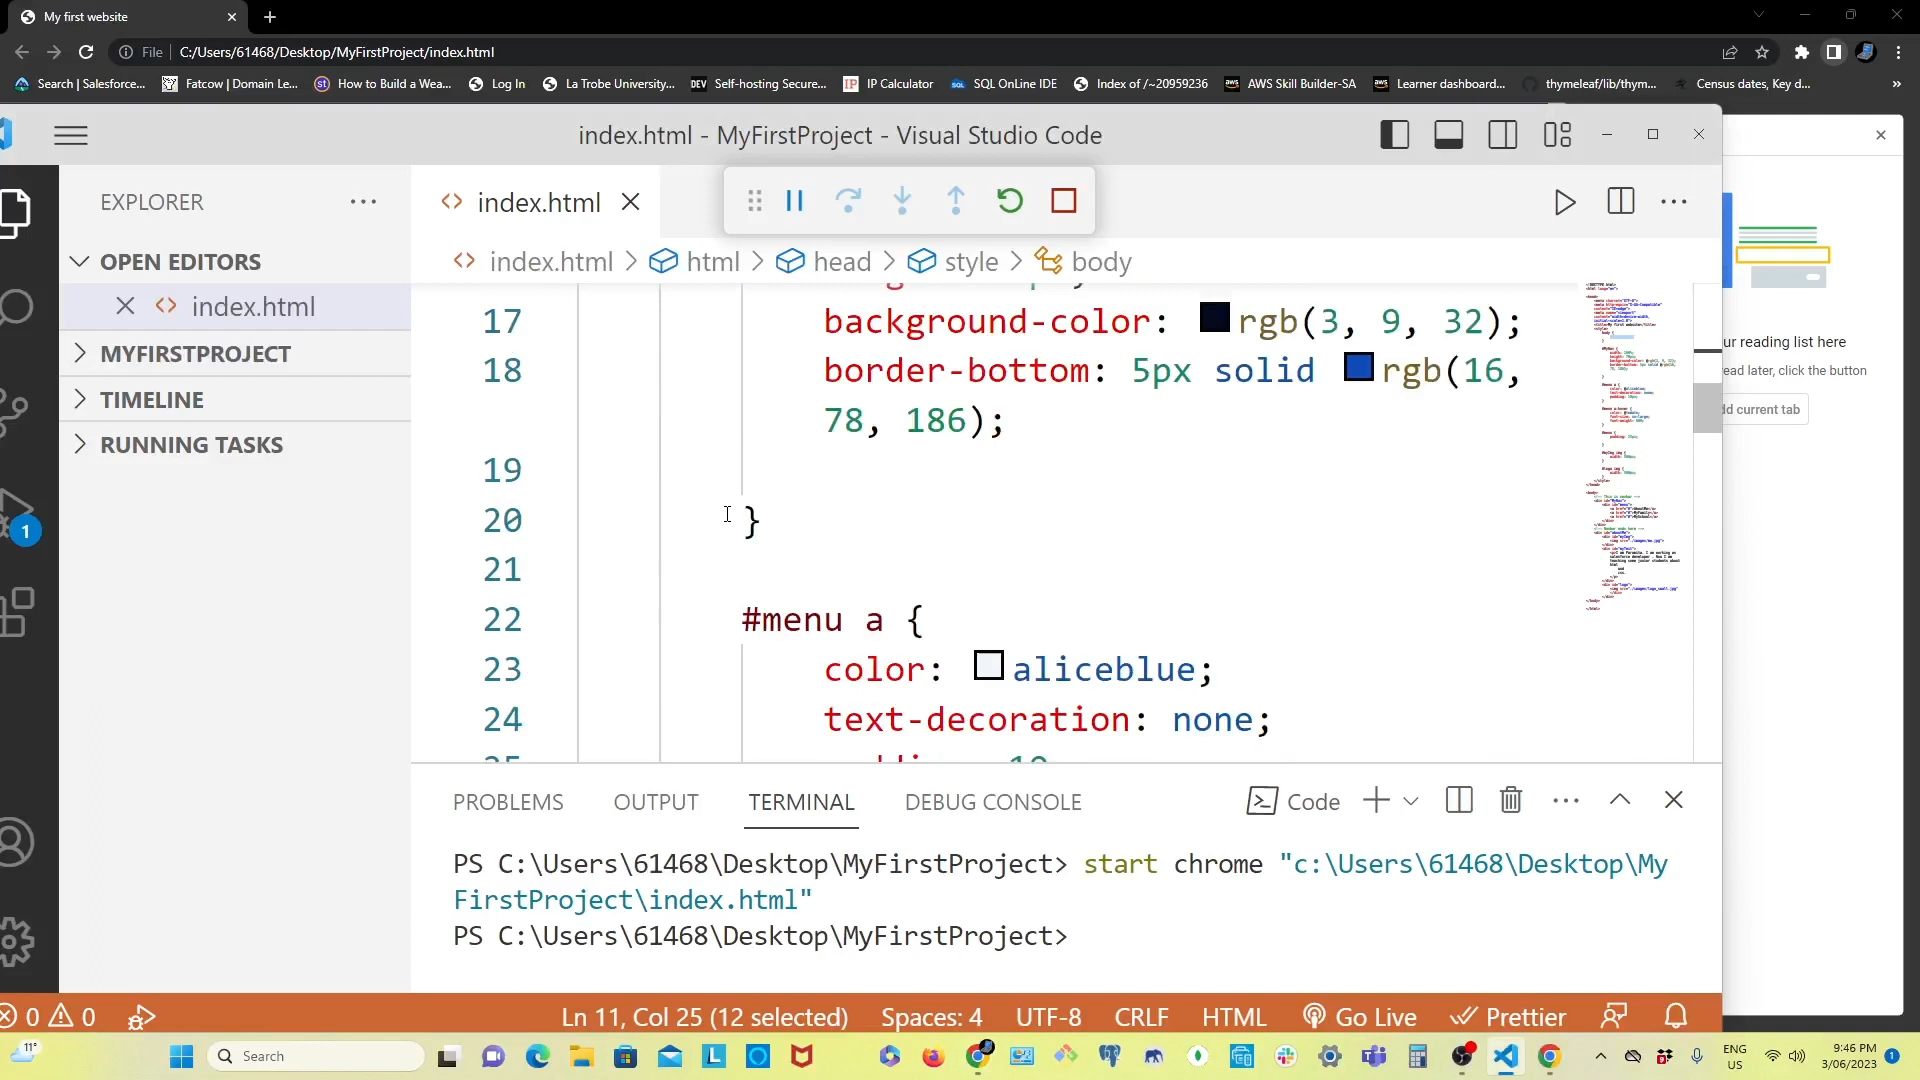 My first website
File C:/Users/61468/Desktop/MyFirstProject/index.html
Search | Salesforce... Fatcow | Domain Le... How to Build a Wea... Log In La Trobe University... Self-hosting Secure... IP Calculator SQL OnLine IDE Index of /~20959236 AWS Skill Builder-SA Learner dashboard... thymeleaf/lib/thym... Census dates, Key d... »
index.html - MyFirstProject - Visual Studio Code
EXPLORER
index.html
OPEN EDITORS
index.html > html > head > style > body
index.html
MYFIRSTPROJECT
TIMELINE
RUNNING TASKS
1
17 background-color: rgb(3, 9, 32);
18 border-bottom: 5px solid rgb(16,
78, 186);
19
20 }
21
22 #menu a {
23 color: aliceblue;
24 text-decoration: none;
ur reading list here
read later, click the button
dd current tab
PROBLEMS OUTPUT TERMINAL DEBUG CONSOLE Code
PS C:\Users\61468\Desktop\MyFirstProject> start chrome "c:\Users\61468\Desktop\My
FirstProject\index.html"
PS C:\Users\61468\Desktop\MyFirstProject>
0 0 Ln 11, Col 25 (12 selected) Spaces: 4 UTF-8 CRLF HTML Go Live Prettier
11° Search ENG US 9:46 PM 3/06/2023 1